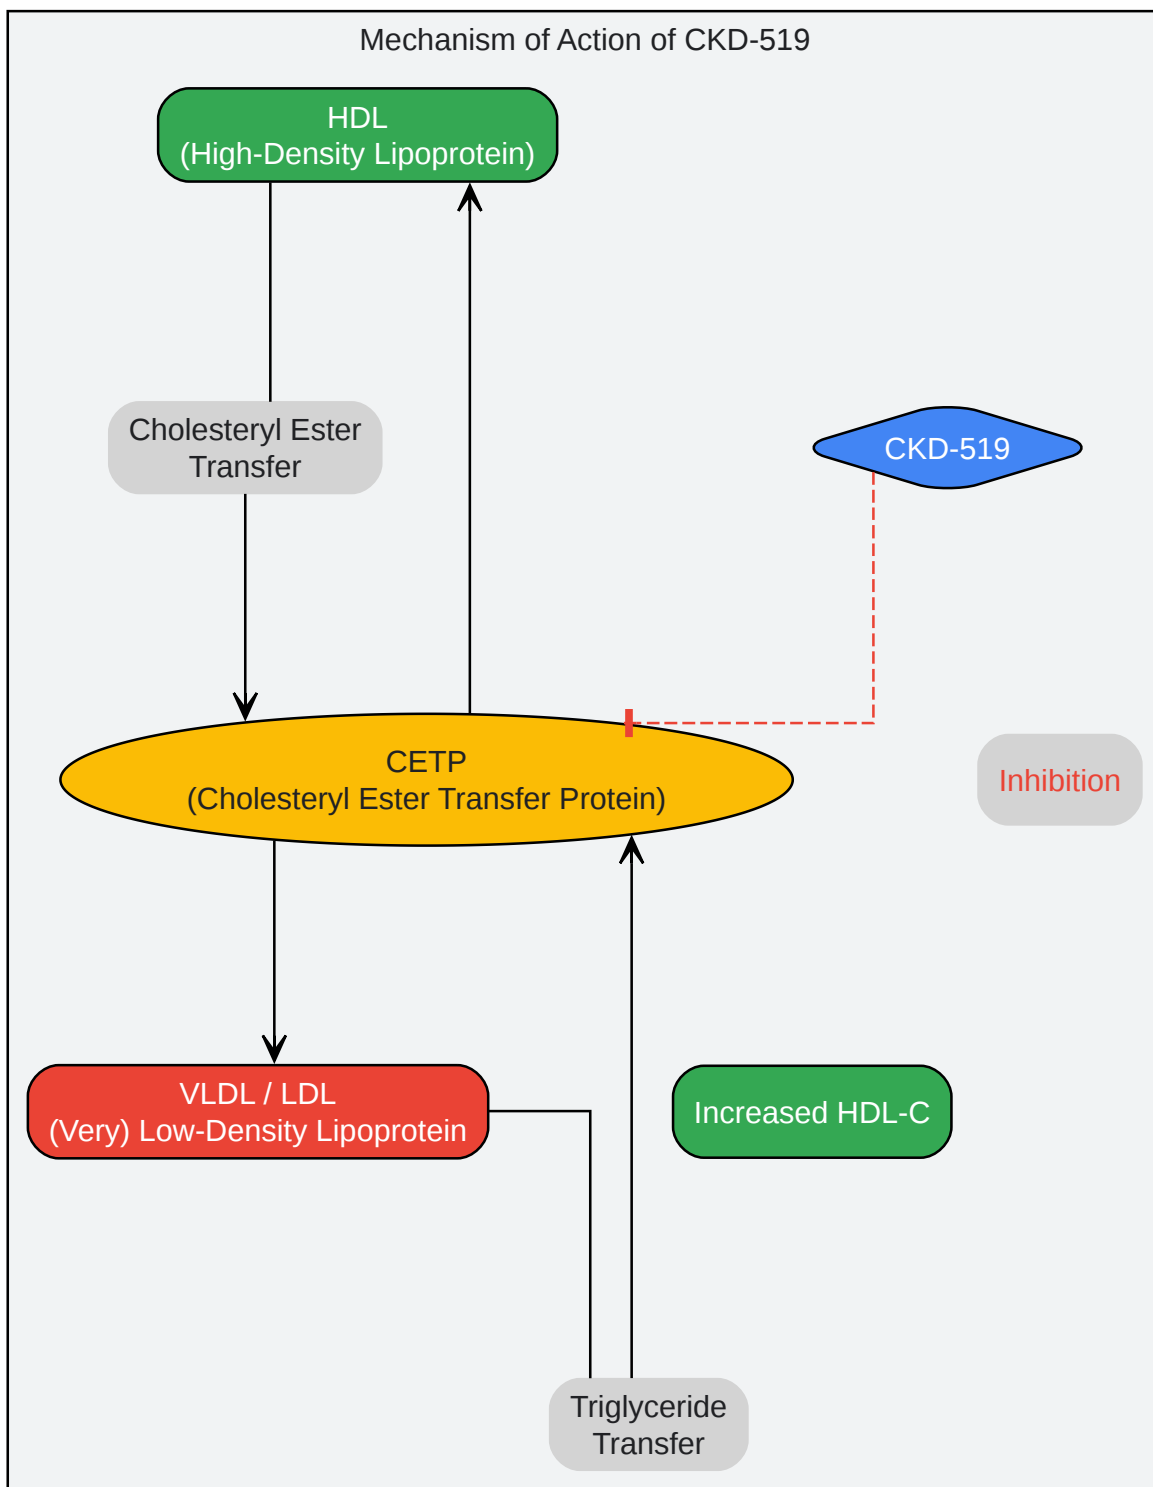 Mechanism of Action of CKD-519
HDL
(High-Density Lipoprotein)
Cholesteryl Ester
Transfer
CKD-519
CETP
(Cholesteryl Ester Transfer Protein)
Inhibition
VLDL / LDL
(Very) Low-Density Lipoprotein
Increased HDL-C
Triglyceride
Transfer